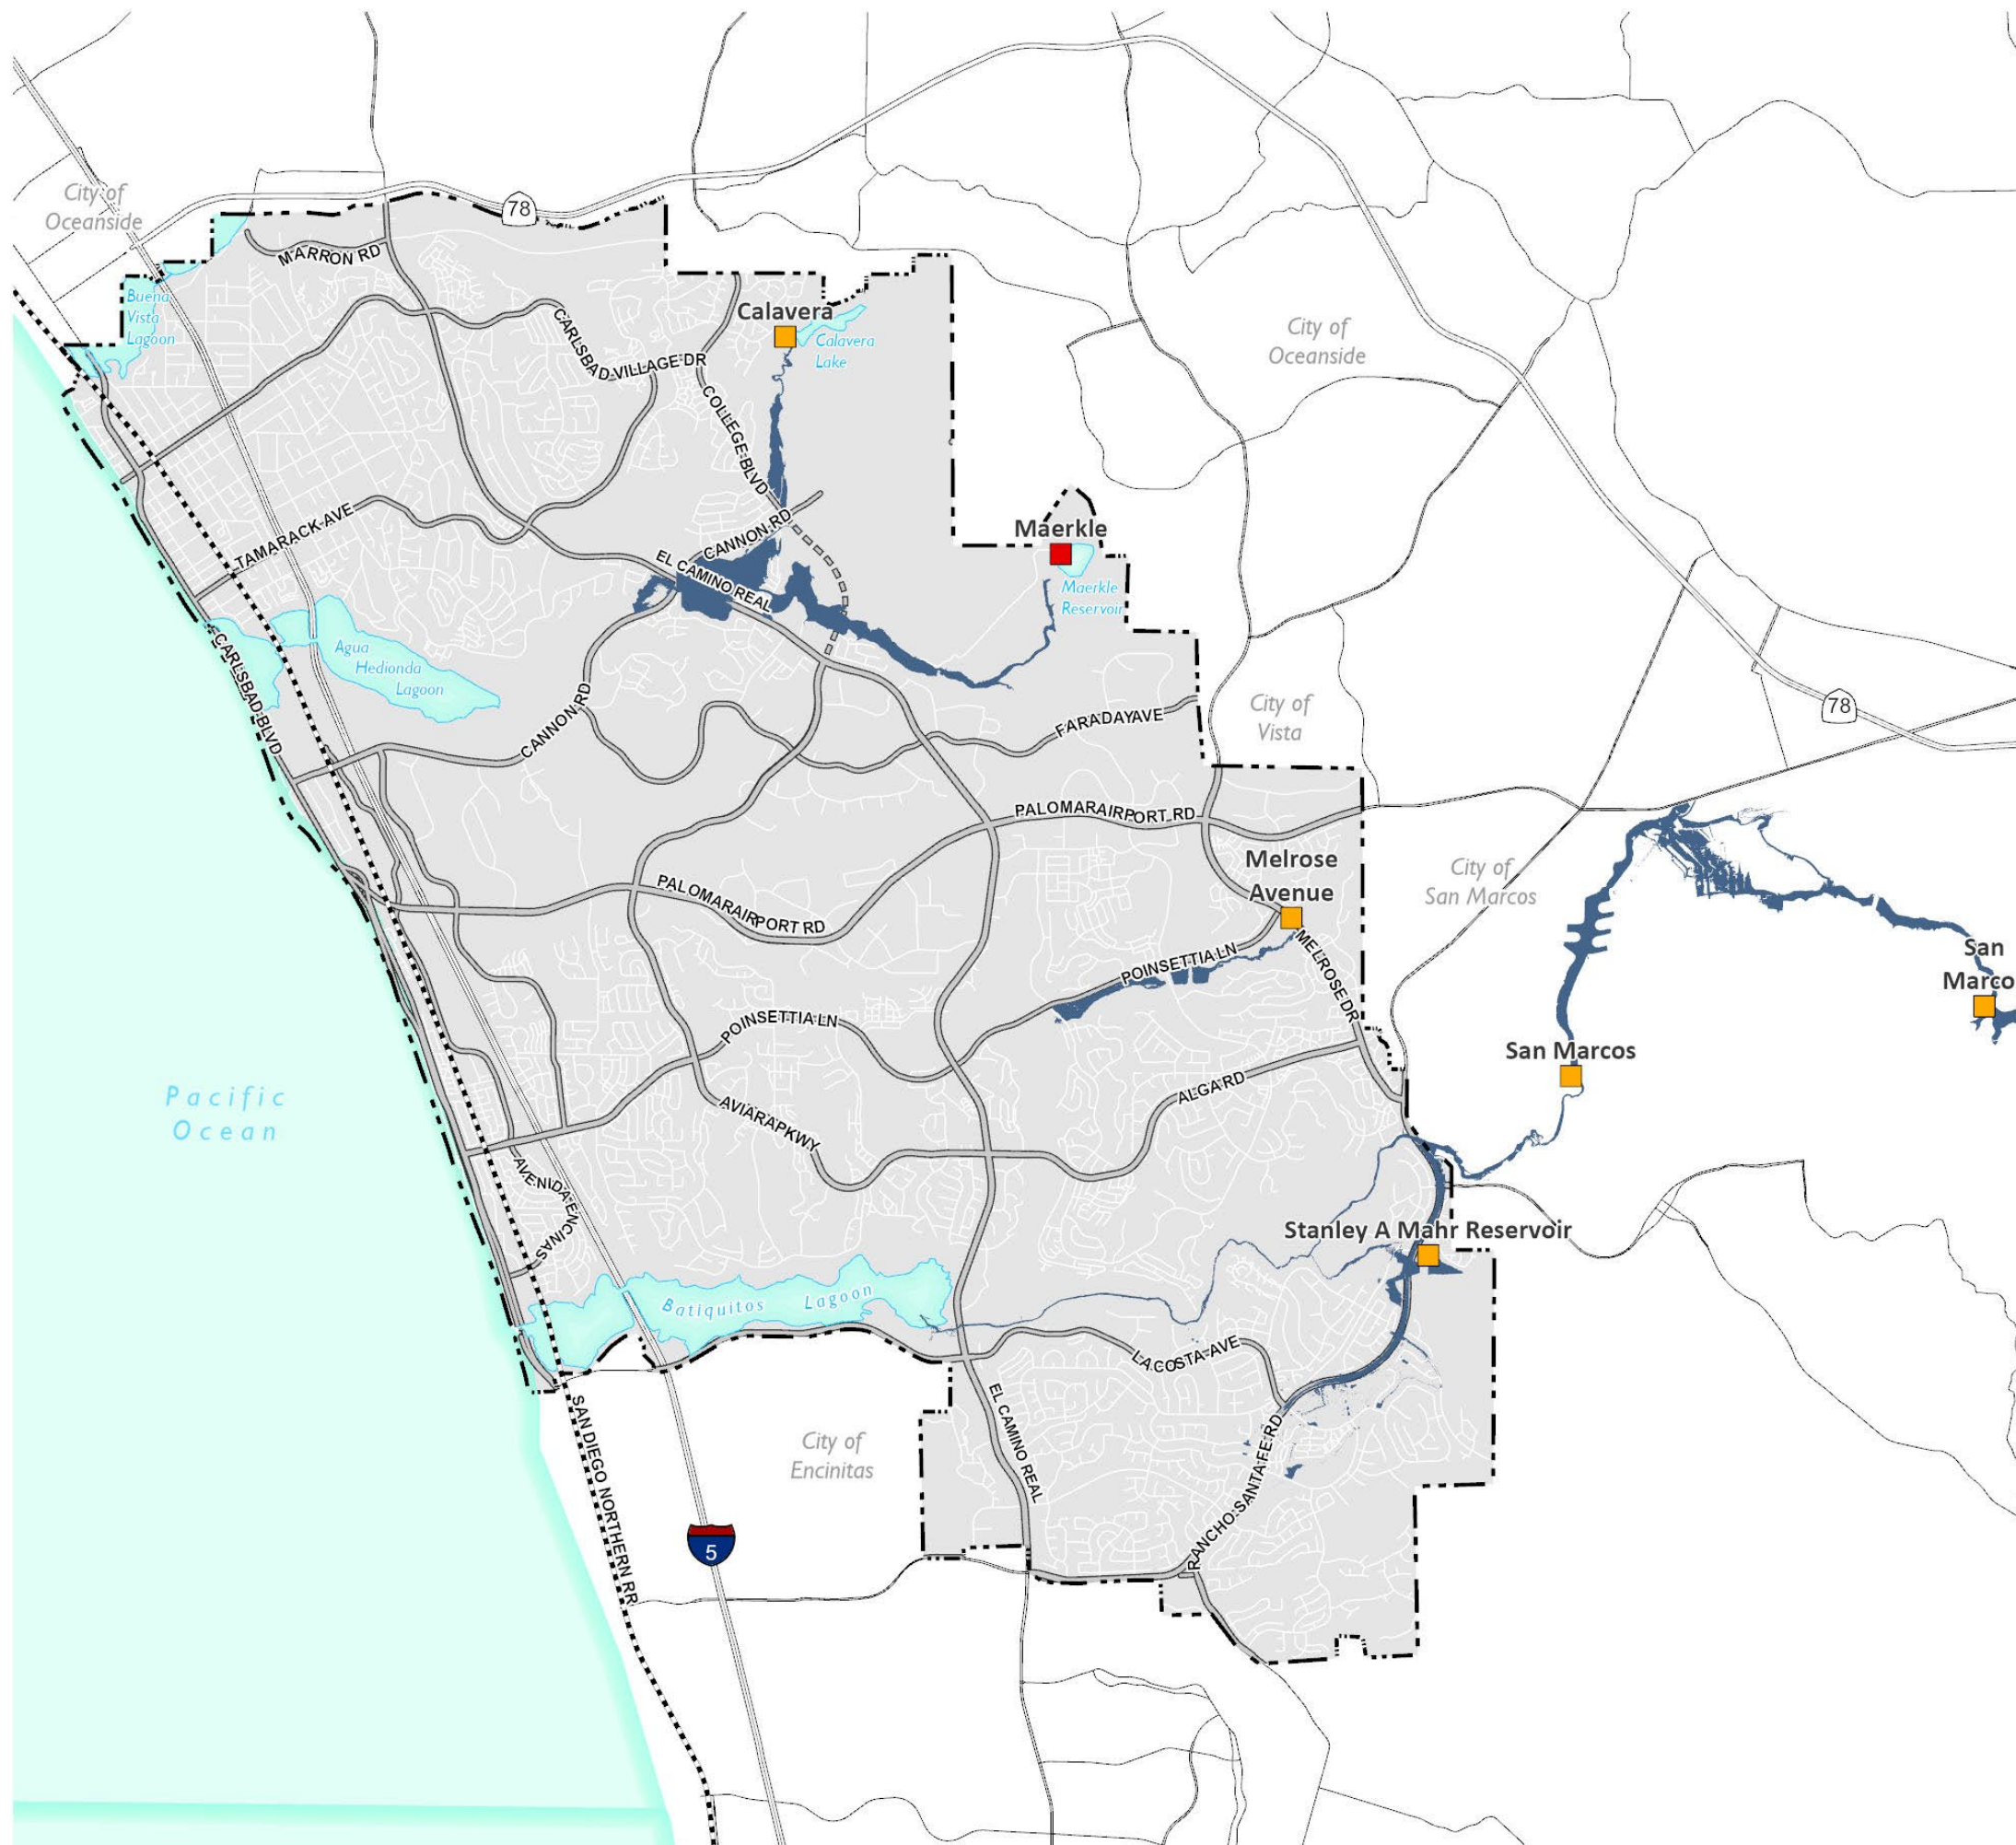 78
City of
Oceanside
MARRON RD
Buena
Vista
Lagoon
Calavera
Calavera
Lake
CARLSBAD VILLAGE DR
COLLEGE BLVD
City of
Oceanside
TAMARACK AVE
CANNON RD
EL CAMINO REAL
Maerkle
Maerkle
Reservoir
Agua
Hedionda
Lagoon
CARLSBAD BLVD
CANNON RD
FARADAY AVE
City of
Vista
78
PALOMAR AIRPORT RD
Melrose
Avenue
City of
San Marcos
PALOMAR AIRPORT RD
POINSETTIA LN
MELROSE DR
San
Marco
POINSETTIA LN
San Marcos
Pacific
Ocean
ALGA RD
AVIARA PKWY
AVENIDA ENCINAS
Stanley A Mahr Reservoir
Batiquitos Lagoon
LA COSTA AVE
EL CAMINO REAL
SAN DIEGO NORTHERN RR
City of
Encinitas
RANCHO SANTA FE RD
5